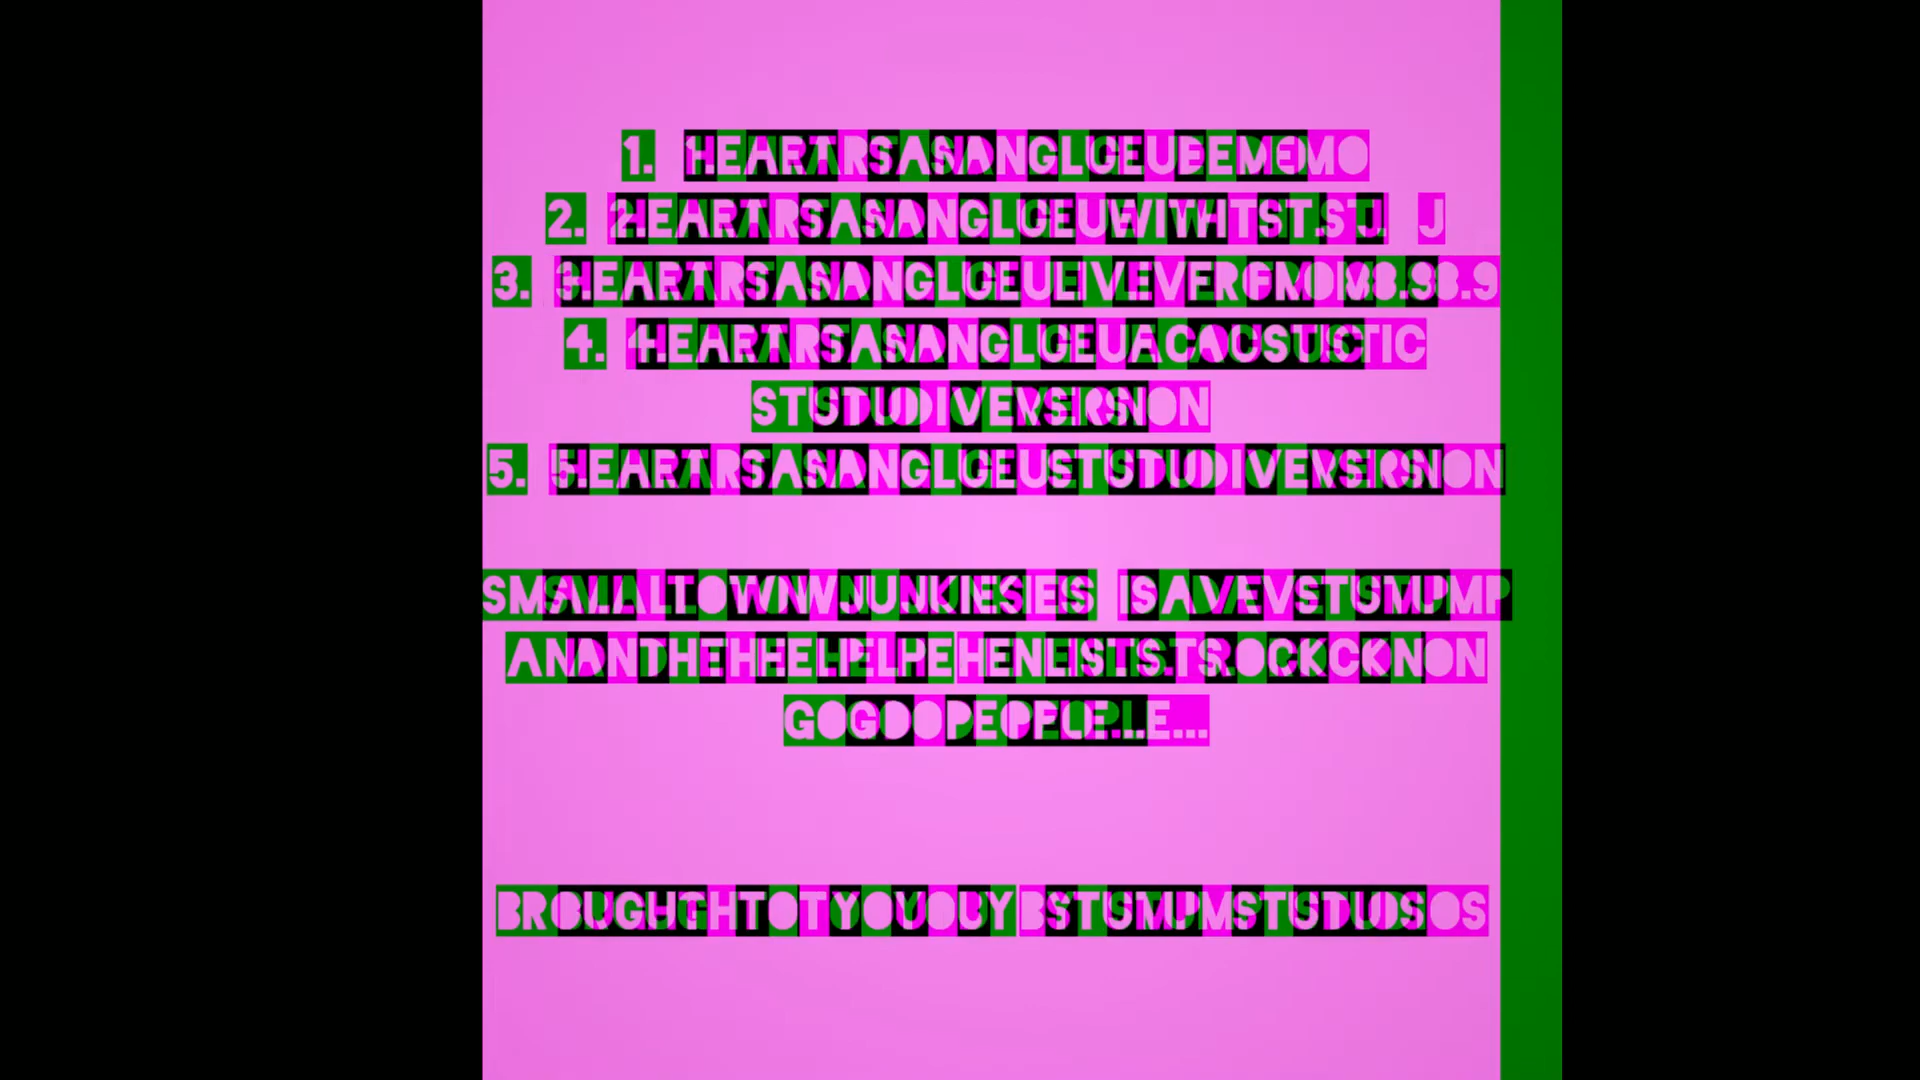 1. HEARTS AND GLUE DEMO
2. HEARTS AND GLUE WITH ST. J
3. HEARTS AND GLUE LIVE FROM 88.9
4. HEARTS AND GLUE ACOUSTIC
STUDIO VERSION
5. HEARTS AND GLUE STUDIO VERSION
SMALL TOWN JUNKIES DAVE STUMP
AND THE ROCK ON
GOOD PEOPLE...
BROUGHT TO YOU BY STUMP STUDIOS